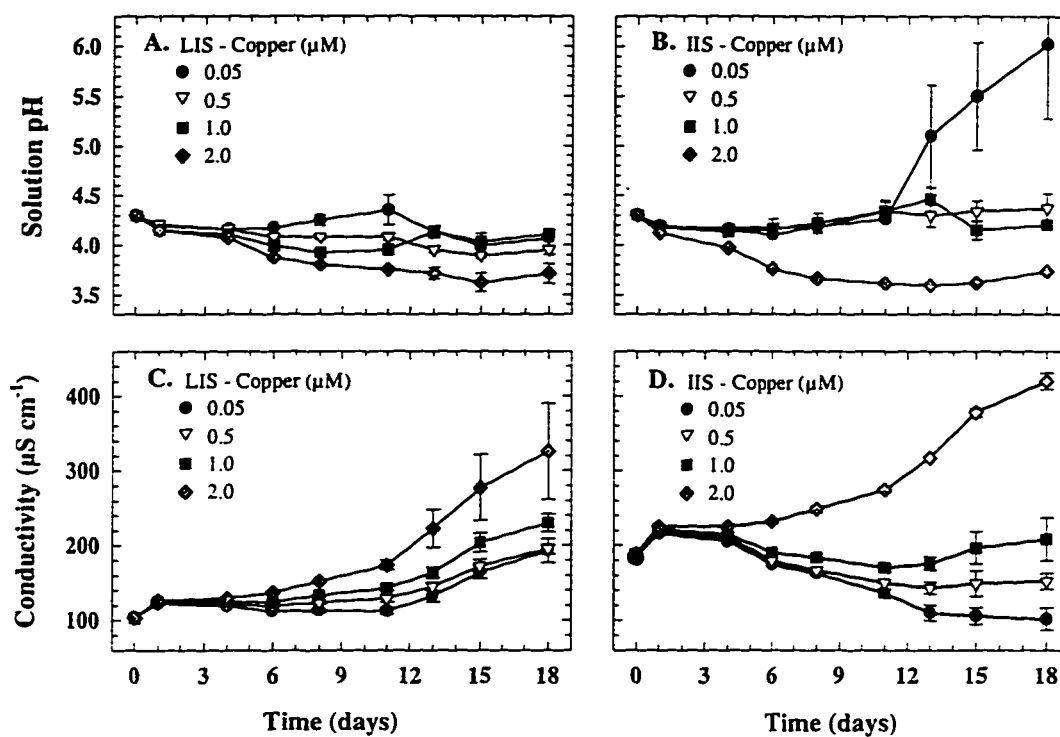 A. LIS - Copper (μM)
0.05
0.5
1.0
2.0
B. IIS - Copper (μM)
0.05
0.5
1.0
2.0
6.0
5.5
5.0
4.5
4.0
3.5
Solution pH
C. LIS - Copper (μM)
0.05
0.5
1.0
2.0
D. IIS - Copper (μM)
0.05
0.5
1.0
2.0
400
300
200
100
Conductivity (μS cm⁻¹)
0 3 6 9 12 15 18
0 3 6 9 12 15 18
Time (days)
Time (days)